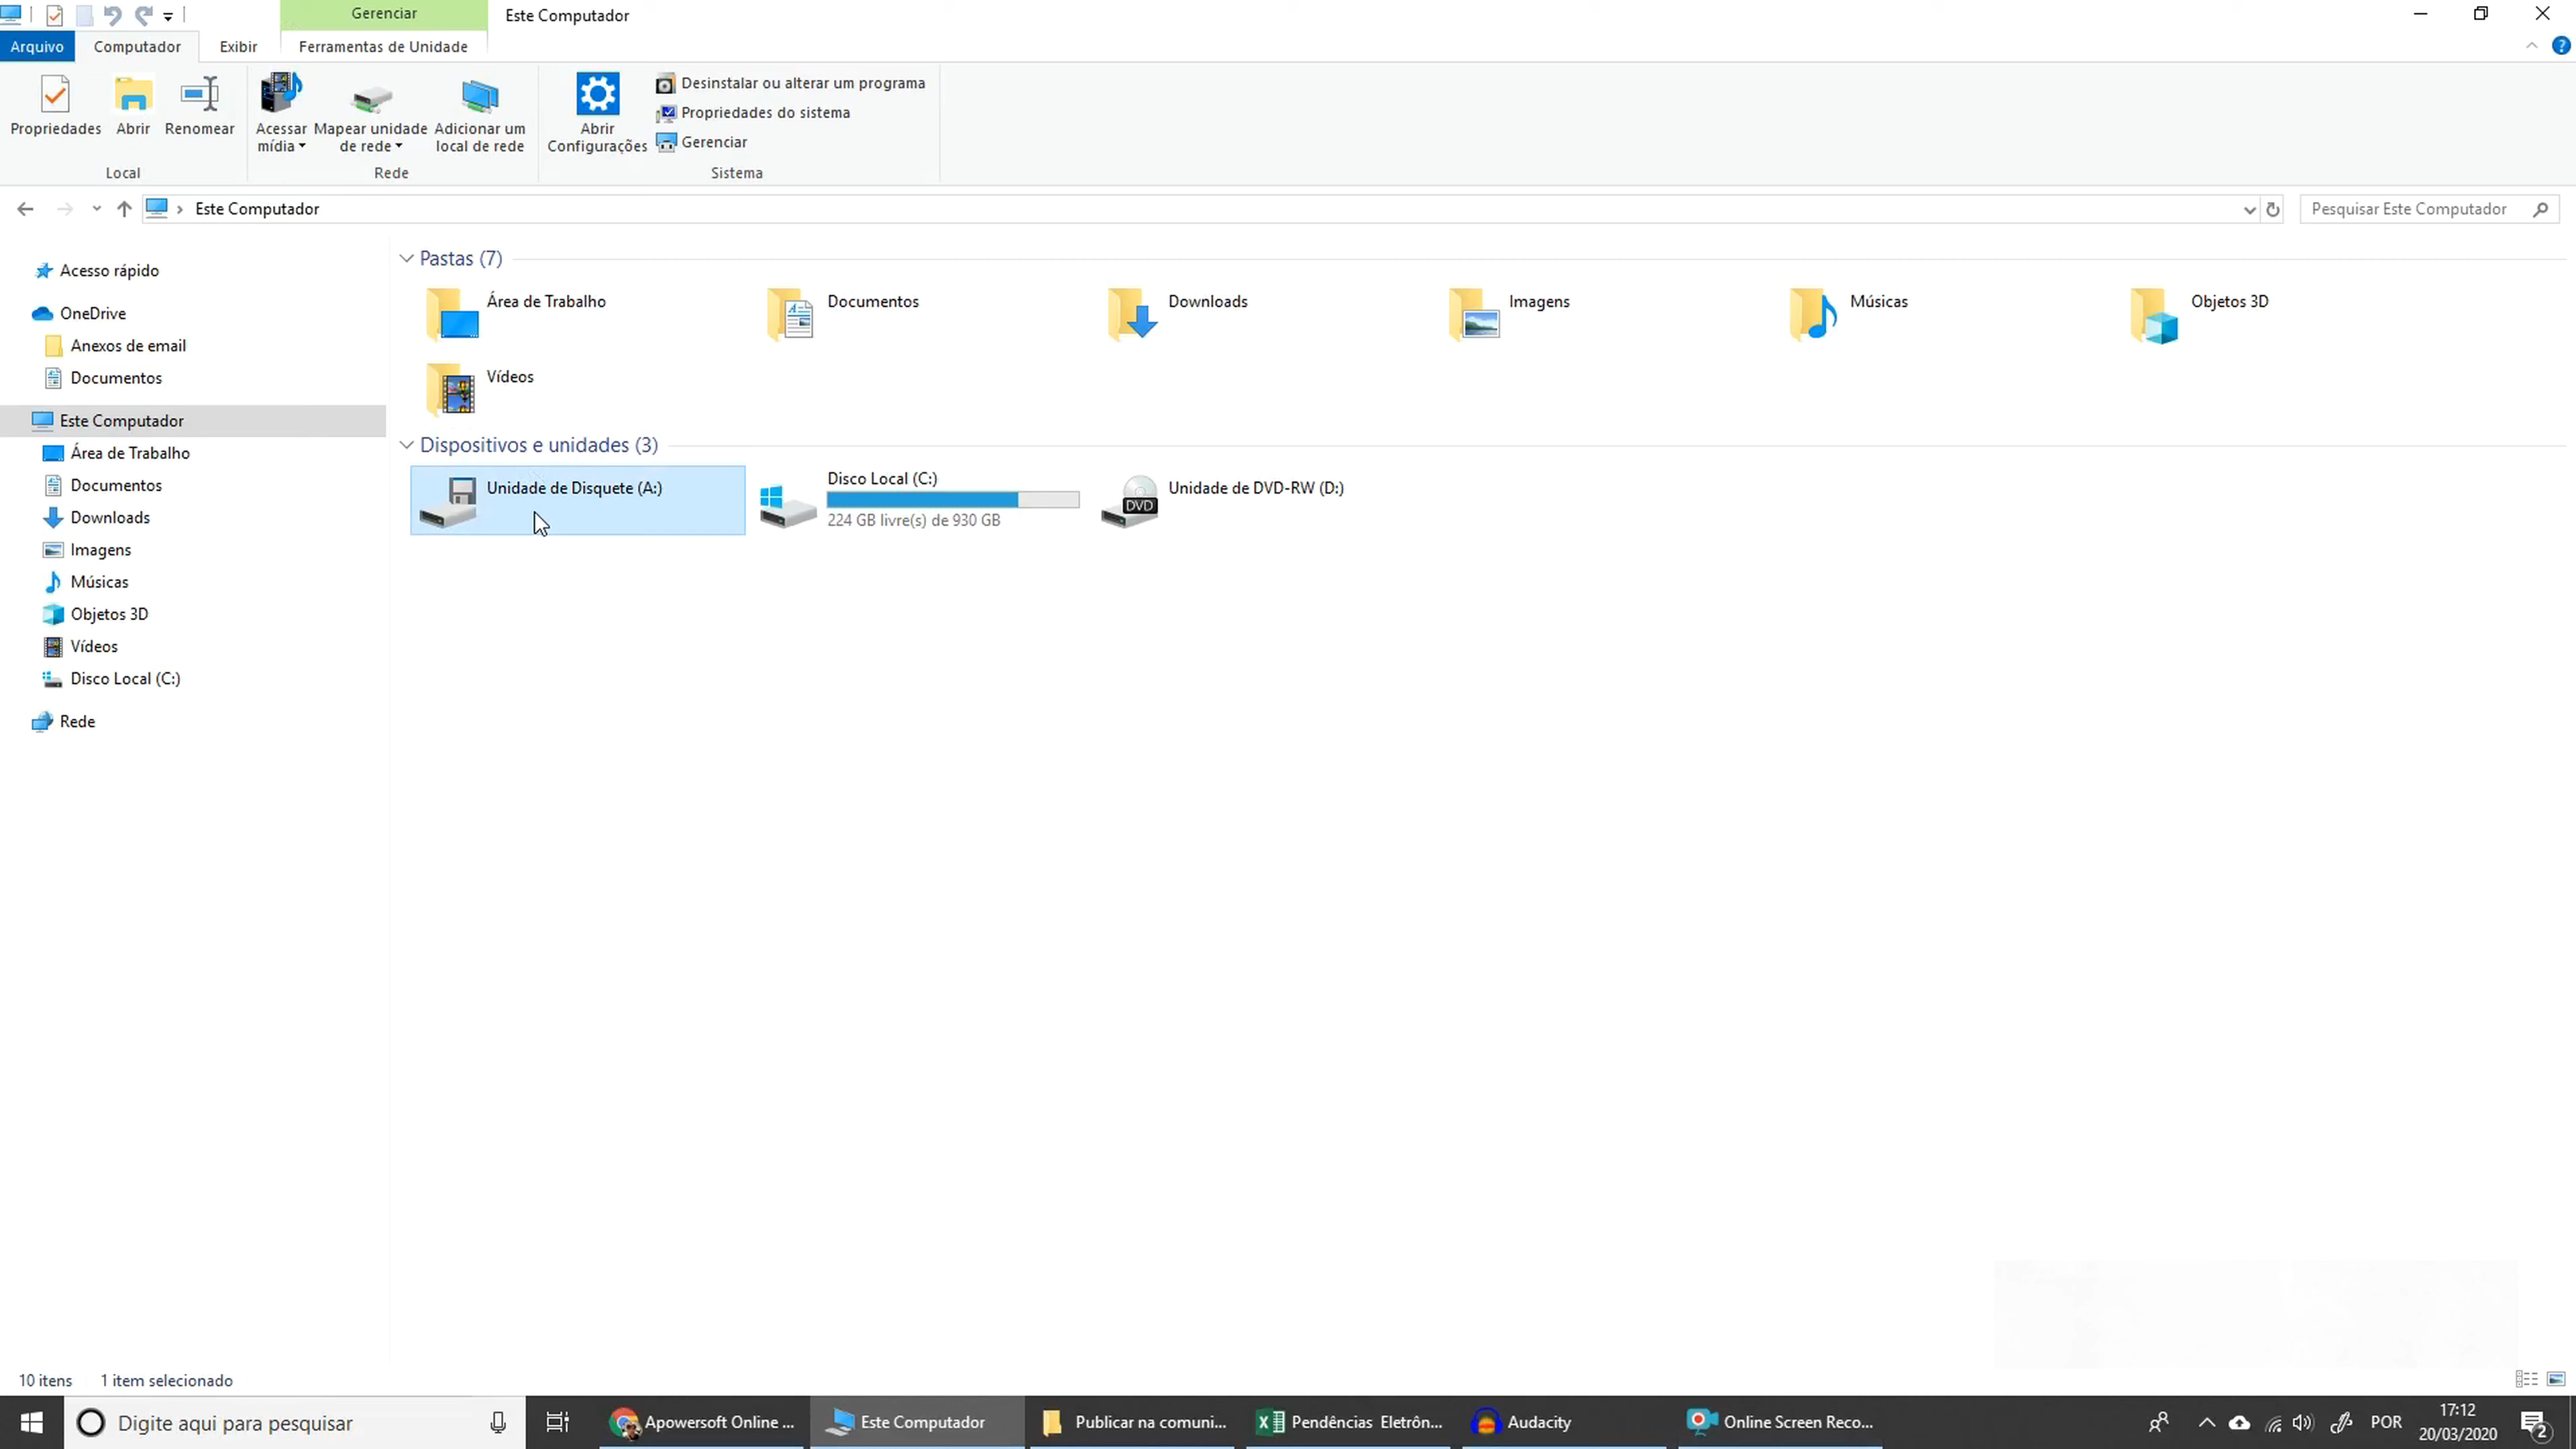 Gerenciar
Este Computador
Arquivo
Computador
Exibir
Ferramentas de Unidade
Propriedades
Abrir
Renomear
Acessar
mídia
Mapear unidade
de rede
Adicionar um
local de rede
Abrir
Configurações
Desinstalar ou alterar um programa
Propriedades do sistema
Gerenciar
Local
Rede
Sistema
Este Computador
Pesquisar Este Computador
Acesso rápido
OneDrive
Anexos de email
Documentos
Este Computador
Área de Trabalho
Documentos
Downloads
Imagens
Músicas
Objetos 3D
Vídeos
Disco Local (C:)
Rede
Pastas (7)
Área de Trabalho
Documentos
Downloads
Imagens
Músicas
Objetos 3D
Vídeos
Dispositivos e unidades (3)
Unidade de Disquete (A:)
Disco Local (C:)
224 GB livre(s) de 930 GB
DVD
Unidade de DVD-RW (D:)
10 itens
1 item selecionado
Digite aqui para pesquisar
Apowersoft Online ...
Este Computador
Publicar na comuni...
Pendências Eletrôn...
Audacity
Online Screen Reco...
POR
17:12
20/03/2020
2